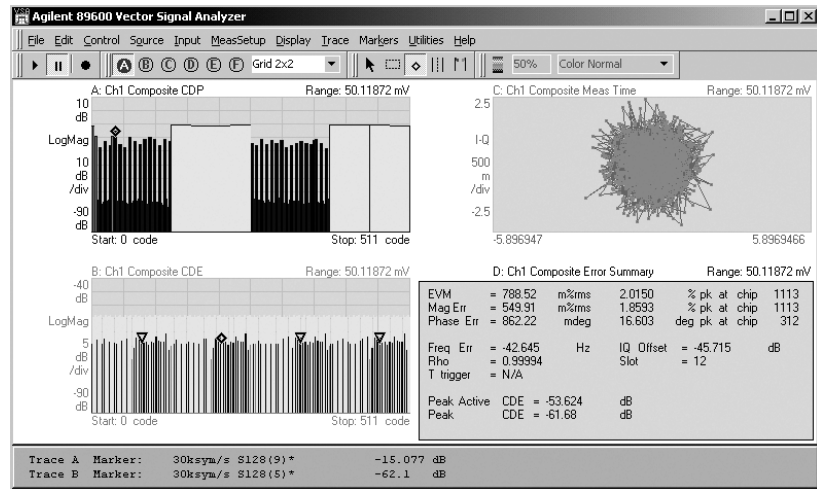 VSA Agilent 89600 Vector Signal Analyzer
File Edit Control Source Input MeasSetup Display Trace Markers Utilities Help
A B C D E F Grid 2x2 50% Color Normal
A: Ch1 Composite CDP Range: 50.11872 mV
10
dB
LogMag
10
dB
/div
-90
dB
Start: 0 code Stop: 511 code
C: Ch1 Composite Meas Time Range: 50.11872 mV
2.5
I-Q
500
m
/div
-2.5
-5.896947 5.8969466
B: Ch1 Composite CDE Range: 50.11872 mV
-40
dB
LogMag
5
dB
/div
-90
dB
Start: 0 code Stop: 511 code
D: Ch1 Composite Error Summary Range: 50.11872 mV
EVM = 788.52 m%rms 2.0150 % pk at chip 1113
Mag Err = 549.91 m%rms 1.8593 % pk at chip 1113
Phase Err = 862.22 mdeg 16.603 deg pk at chip 312
Freq Err = -42.645 Hz IQ Offset = -45.715 dB
Rho = 0.99994 Slot = 12
T trigger = N/A
Peak Active CDE = -53.624 dB
Peak CDE = -61.68 dB
Trace A Marker: 30ksym/s S128(9)* -15.077 dB
Trace B Marker: 30ksym/s S128(5)* -62.1 dB